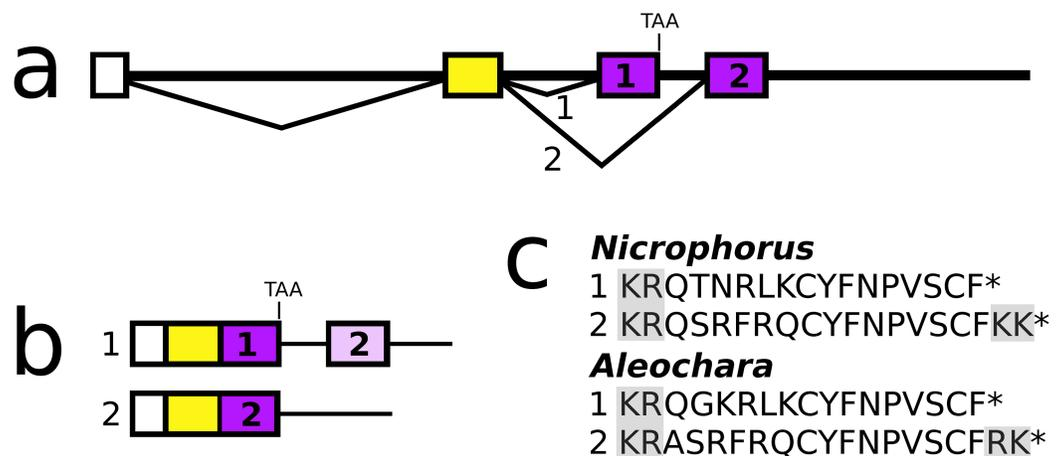 a
TAA
1 2
1
2
b
TAA
1 1 2
2 2
c
Nicrophorus
1 KRQTNRLKCYFNPVSCF*
2 KRQSRFRQCYFNPVSCFKK*
Aleochara
1 KRQGKRLKCYFNPVSCF*
2 KRASRFRQCYFNPVSCFRK*